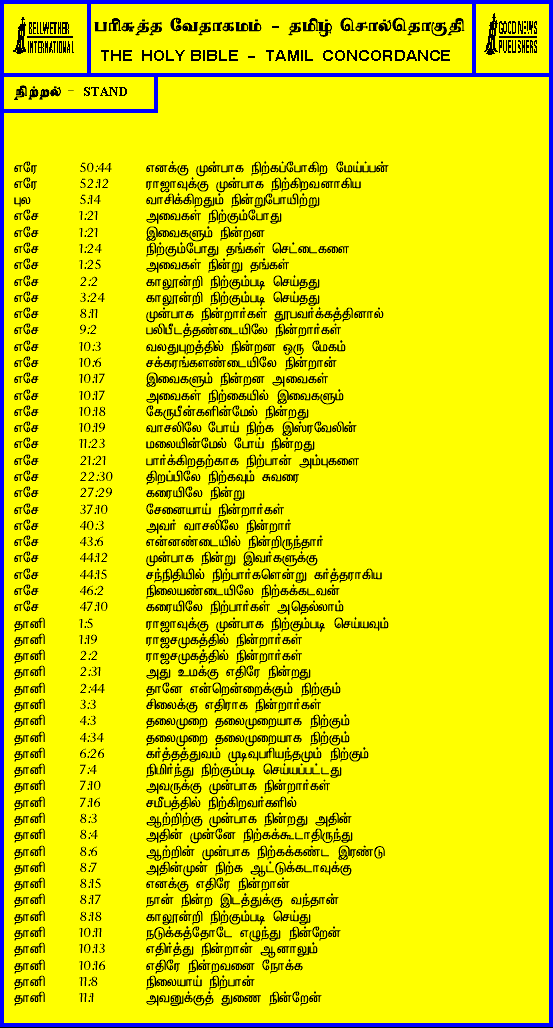 BELLWETHER
INTERNATIONAL
பரிசுத்த வேதாகமம் - தமிழ் சொல்தொகுதி
THE HOLY BIBLE - TAMIL CONCORDANCE
GOOD NEWS
PUBLISHERS
நிற்றல் - STAND
எரே 50:44 எனக்கு முன்பாக நிற்கப்போகிற மேய்ப்பன்
எரே 52:12 ராஜாவுக்கு முன்பாக நிற்கிறவனாகிய
புல 5:14 வாசிக்கிறதும் நின்றுபோயிற்று
எசே 1:21 அவைகள் நிற்கும்போது
எசே 1:21 இவைகளும் நின்றன
எசே 1:24 நிற்கும்போது தங்கள் செட்டைகளை
எசே 1:25 அவைகள் நின்று தங்கள்
எசே 2:2 காலூன்றி நிற்கும்படி செய்தது
எசே 3:24 காலூன்றி நிற்கும்படி செய்தது
எசே 8:11 முன்பாக நின்றார்கள் தூபவர்க்கத்தினால்
எசே 9:2 பலிபீடத்தண்டையிலே நின்றார்கள்
எசே 10:3 வலதுபுறத்தில் நின்றன ஒரு மேகம்
எசே 10:6 சக்கரங்களண்டையிலே நின்றான்
எசே 10:17 இவைகளும் நின்றன அவைகள்
எசே 10:17 அவைகள் நிற்கையில் இவைகளும்
எசே 10:18 கேருபீன்களின்மேல் நின்றது
எசே 10:19 வாசலிலே போய் நிற்க இஸ்ரவேலின்
எசே 11:23 மலையின்மேல் போய் நின்றது
எசே 21:21 பார்க்கிறதற்காக நிற்பான் அம்புகளை
எசே 22:30 திறப்பிலே நிற்கவும் சுவரை
எசே 27:29 கரையிலே நின்று
எசே 37:10 சேனையாய் நின்றார்கள்
எசே 40:3 அவர் வாசலிலே நின்றார்
எசே 43:6 என்னண்டையில் நின்றிருந்தார்
எசே 44:12 முன்பாக நின்று இவர்களுக்கு
எசே 44:15 சந்நிதியில் நிற்பார்களென்று கர்த்தராகிய
எசே 46:2 நிலையண்டையிலே நிற்கக்கடவன்
எசே 47:10 கரையிலே நிற்பார்கள் அதெல்லாம்
தானி 1:5 ராஜாவுக்கு முன்பாக நிற்கும்படி செய்யவும்
தானி 1:19 ராஜசமுகத்தில் நின்றார்கள்
தானி 2:2 ராஜசமுகத்தில் நின்றார்கள்
தானி 2:31 அது உமக்கு எதிரே நின்றது
தானி 2:44 தானே என்றென்றைக்கும் நிற்கும்
தானி 3:3 சிலைக்கு எதிராக நின்றார்கள்
தானி 4:3 தலைமுறை தலைமுறையாக நிற்கும்
தானி 4:34 தலைமுறை தலைமுறையாக நிற்கும்
தானி 6:26 கர்த்தத்துவம் முடிவுபரியந்தமும் நிற்கும்
தானி 7:4 நிமிர்ந்து நிற்கும்படி செய்யப்பட்டது
தானி 7:10 அவருக்கு முன்பாக நின்றார்கள்
தானி 7:16 சமீபத்தில் நிற்கிறவர்களில்
தானி 8:3 ஆற்றிற்கு முன்பாக நின்றது அதின்
தானி 8:4 அதின் முன்னே நிற்கக்கூடாதிருந்து
தானி 8:6 ஆற்றின் முன்பாக நிற்கக்கண்ட இரண்டு
தானி 8:7 அதின்முன் நிற்க ஆட்டுக்கடாவுக்கு
தானி 8:15 எனக்கு எதிரே நின்றான்
தானி 8:17 நான் நின்ற இடத்துக்கு வந்தான்
தானி 8:18 காலூன்றி நிற்கும்படி செய்து
தானி 10:11 நடுக்கத்தோடே எழுந்து நின்றேன்
தானி 10:13 எதிர்த்து நின்றான் ஆனாலும்
தானி 10:16 எதிரே நின்றவனை நோக்க
தானி 11:8 நிலையாய் நிற்பான்
தானி 11:1 அவனுக்குத் துணை நின்றேன்